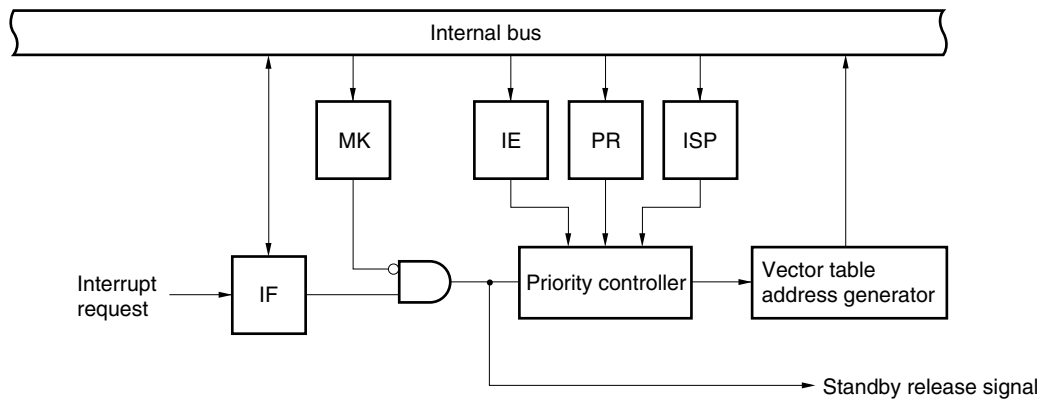 Internal bus
MK
IE
PR
ISP
Interrupt
request
IF
Priority controller
Vector table
address generator
Standby release signal